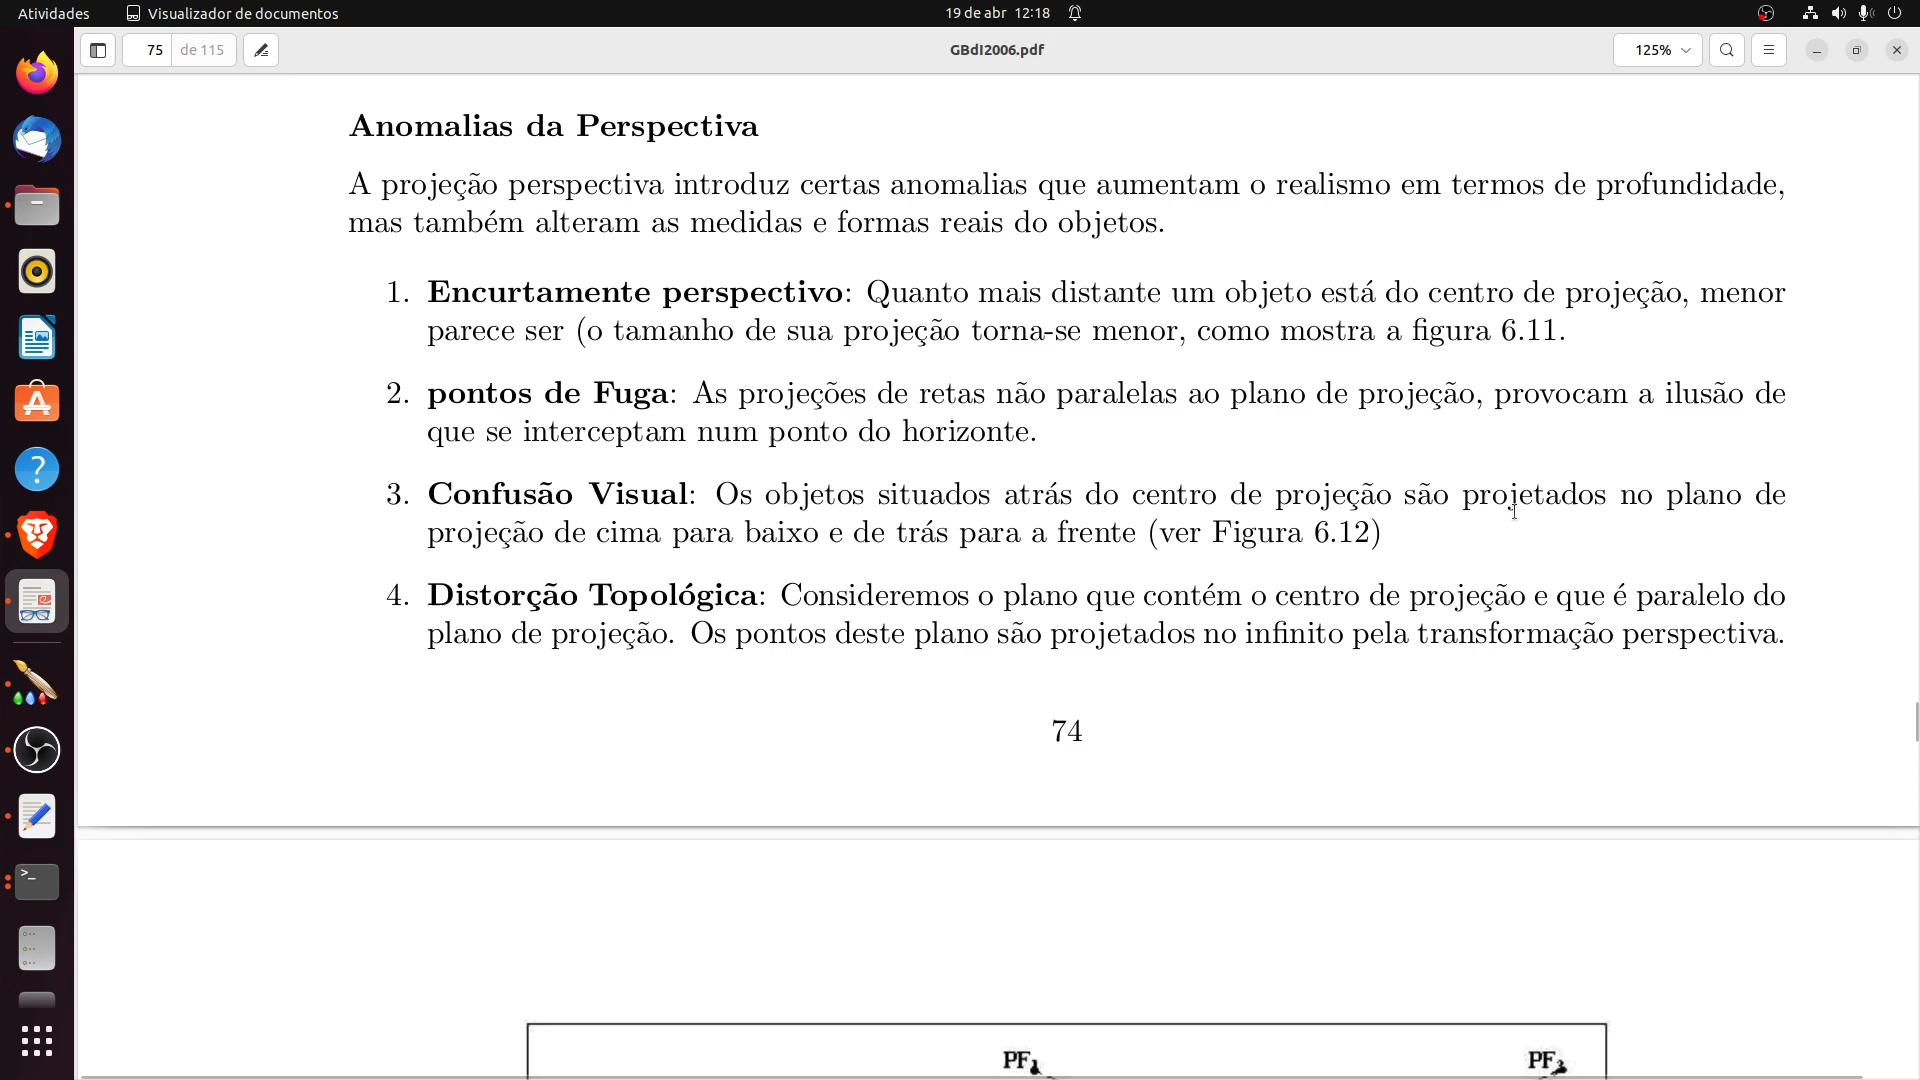 Atividades
Visualizador de documentos
19 de abr 12:18
75
de 115
GBdI2006.pdf
125%
Anomalias da Perspectiva
A projeção perspectiva introduz certas anomalias que aumentam o realismo em termos de profundidade,
mas também alteram as medidas e formas reais do objetos.
1. Encurtamente perspectivo: Quanto mais distante um objeto está do centro de projeção, menor
parece ser (o tamanho de sua projeção torna-se menor, como mostra a figura 6.11.
2. pontos de Fuga: As projeções de retas não paralelas ao plano de projeção, provocam a ilusão de
que se interceptam num ponto do horizonte.
3. Confusão Visual: Os objetos situados atrás do centro de projeção são projetados no plano de
projeção de cima para baixo e de trás para a frente (ver Figura 6.12)
4. Distorção Topológica: Consideremos o plano que contém o centro de projeção e que é paralelo do
plano de projeção. Os pontos deste plano são projetados no infinito pela transformação perspectiva.
74
PF1
PF3